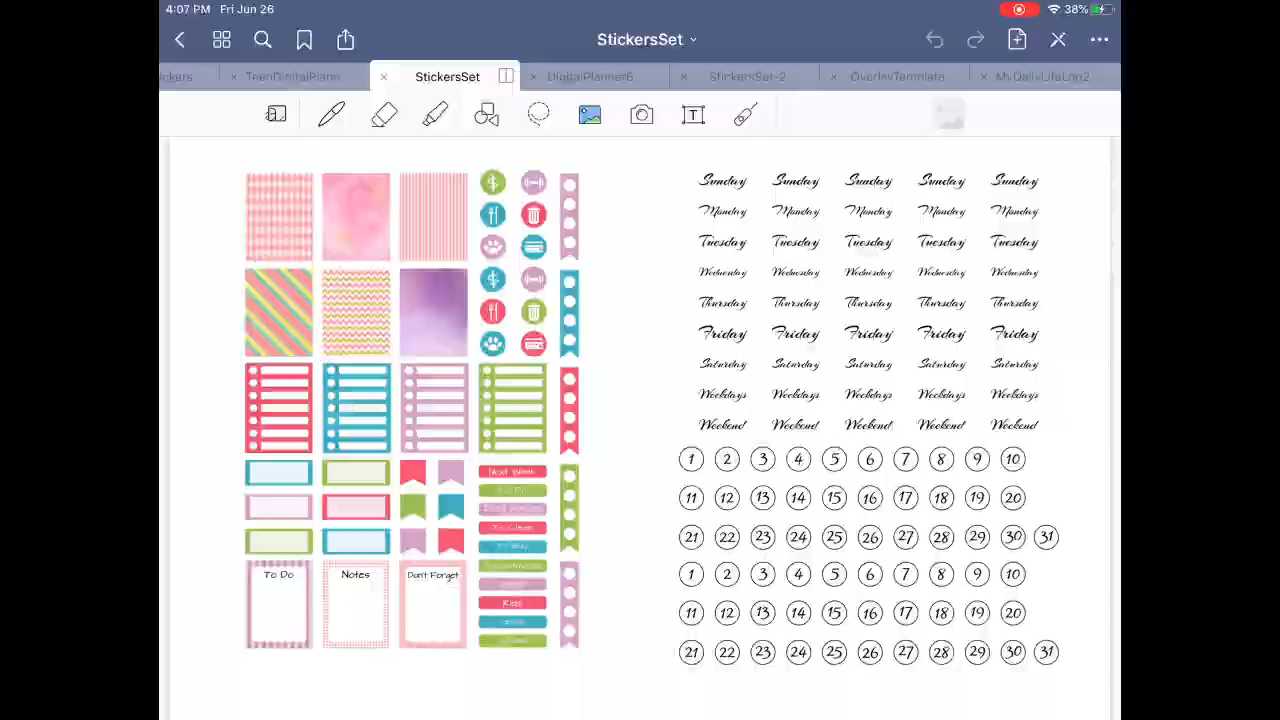 4:07 PM Fri Jun 26
38%
StickersSet
TeenDigitalPlann
StickersSet
DigitalPlanner6
StickersSet-2
OverlayTemplate
MyDailyLifeLog2
T
Sunday Sunday Sunday Sunday Sunday
Monday Monday Monday Monday Monday
Tuesday Tuesday Tuesday Tuesday Tuesday
Wednesday Wednesday Wednesday Wednesday Wednesday
Thursday Thursday Thursday Thursday Thursday
Friday Friday Friday Friday Friday
Saturday Saturday Saturday Saturday Saturday
Weekdays Weekdays Weekdays Weekdays Weekdays
Weekend Weekend Weekend Weekend Weekend
1 2 3 4 5 6 7 8 9 10
11 12 13 14 15 16 17 18 19 20
21 22 23 24 25 26 27 28 29 30 31
1 2 3 4 5 6 7 8 9 10
11 12 13 14 15 16 17 18 19 20
21 22 23 24 25 26 27 28 29 30 31
Next Week
To Clean
Kids
To Do
Notes
Don't Forget